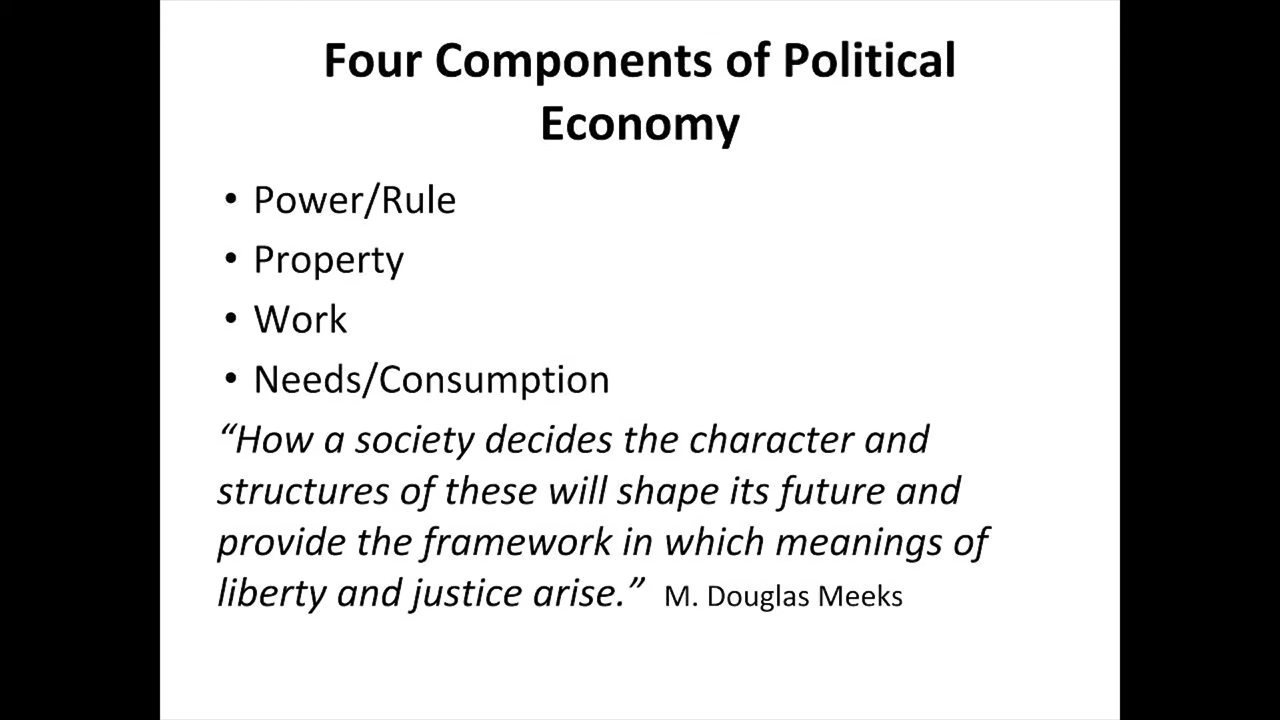 Four Components of Political
Economy
• Power/Rule
• Property
• Work
• Needs/Consumption
“How a society decides the character and
structures of these will shape its future and
provide the framework in which meanings of
liberty and justice arise.” M. Douglas Meeks